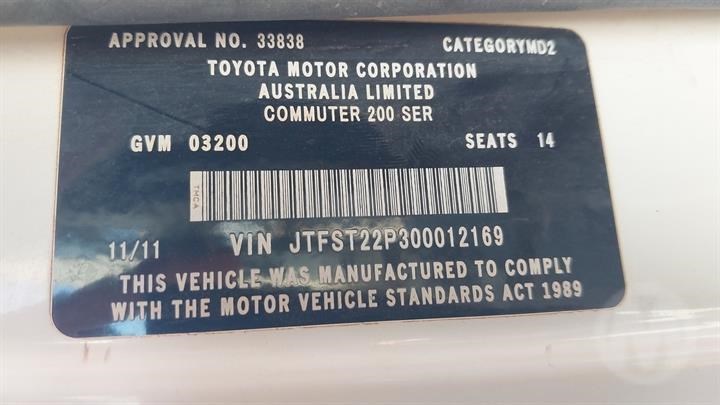 APPROVAL NO. 33838 CATEGORYMD2
TOYOTA MOTOR CORPORATION
AUSTRALIA LIMITED
COMMUTER 200 SER
GVM 03200 SEATS 14
TMCA
11/11 VIN JTFST22P300012169
THIS VEHICLE WAS MANUFACTURED TO COMPLY
WITH THE MOTOR VEHICLE STANDARDS ACT 1989